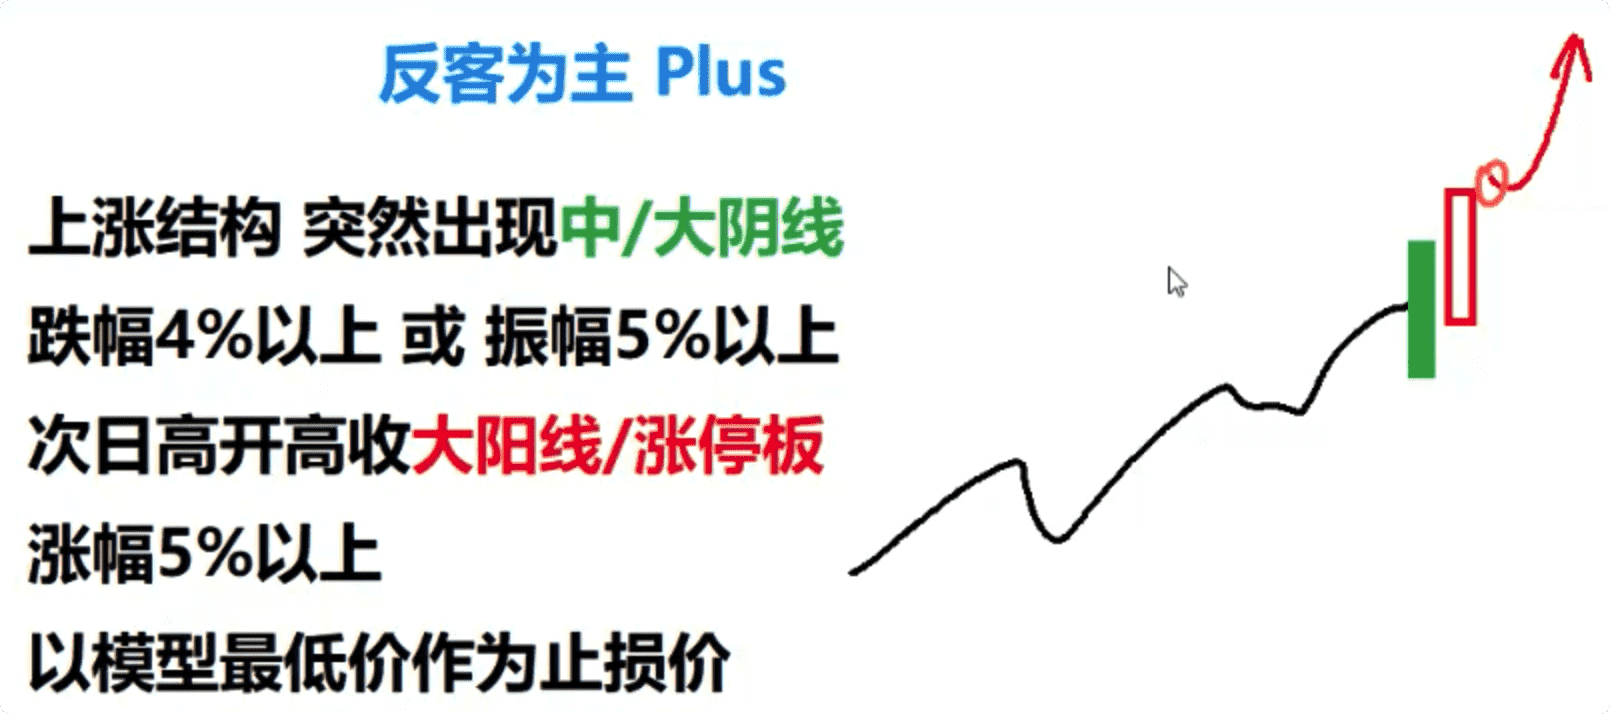 反客为主 Plus
上涨结构 突然出现中/大阴线
跌幅4%以上 或 振幅5%以上
次日高开高收大阳线/涨停板
涨幅5%以上
以模型最低价作为止损价